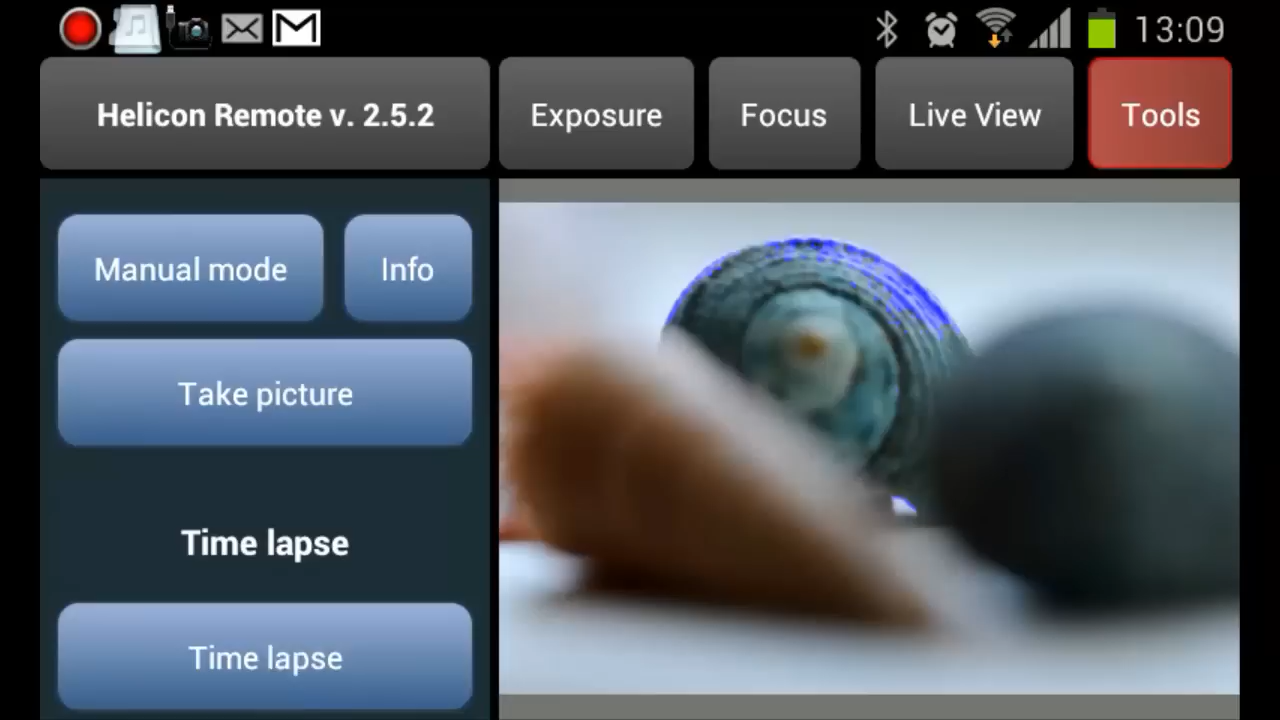 13:09
Helicon Remote v. 2.5.2
Exposure
Focus
Live View
Tools
Manual mode
Info
Take picture
Time lapse
Time lapse